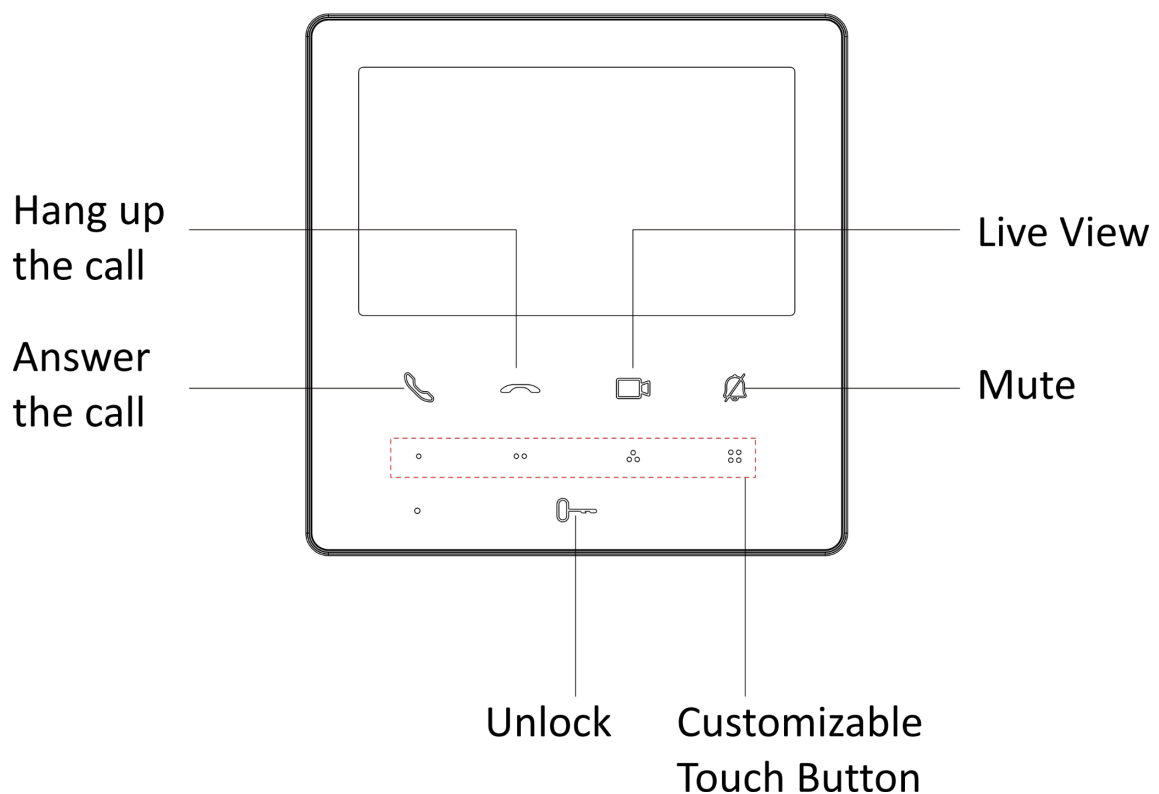 Hang up
the call
Live View
Answer
the call
Mute
Unlock
Customizable
Touch Button